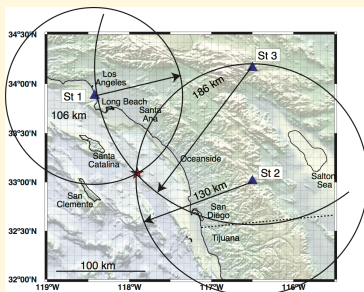 34°30'N
34°00'N
33°30'N
33°00'N
32°30'N
32°00'N
St 3
St 1
Los
Angeles
Long Beach
Santa
Ana
186 km
106 km
Santa
Catalina
Oceanside
130 km
St 2
Salton
Sea
San
Clemente
San
Diego
Tijuana
100 km
119°W
118°W
117°W
116°W